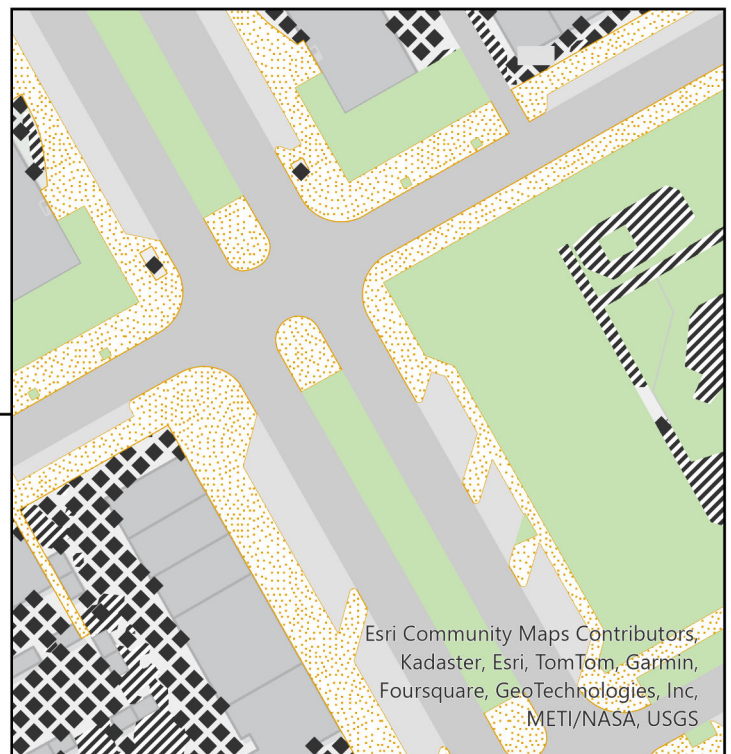 Esri Community Maps Contributors,
Kadaster, Esri, TomTom, Garmin,
Foursquare, GeoTechnologies, Inc,
METI/NASA, USGS